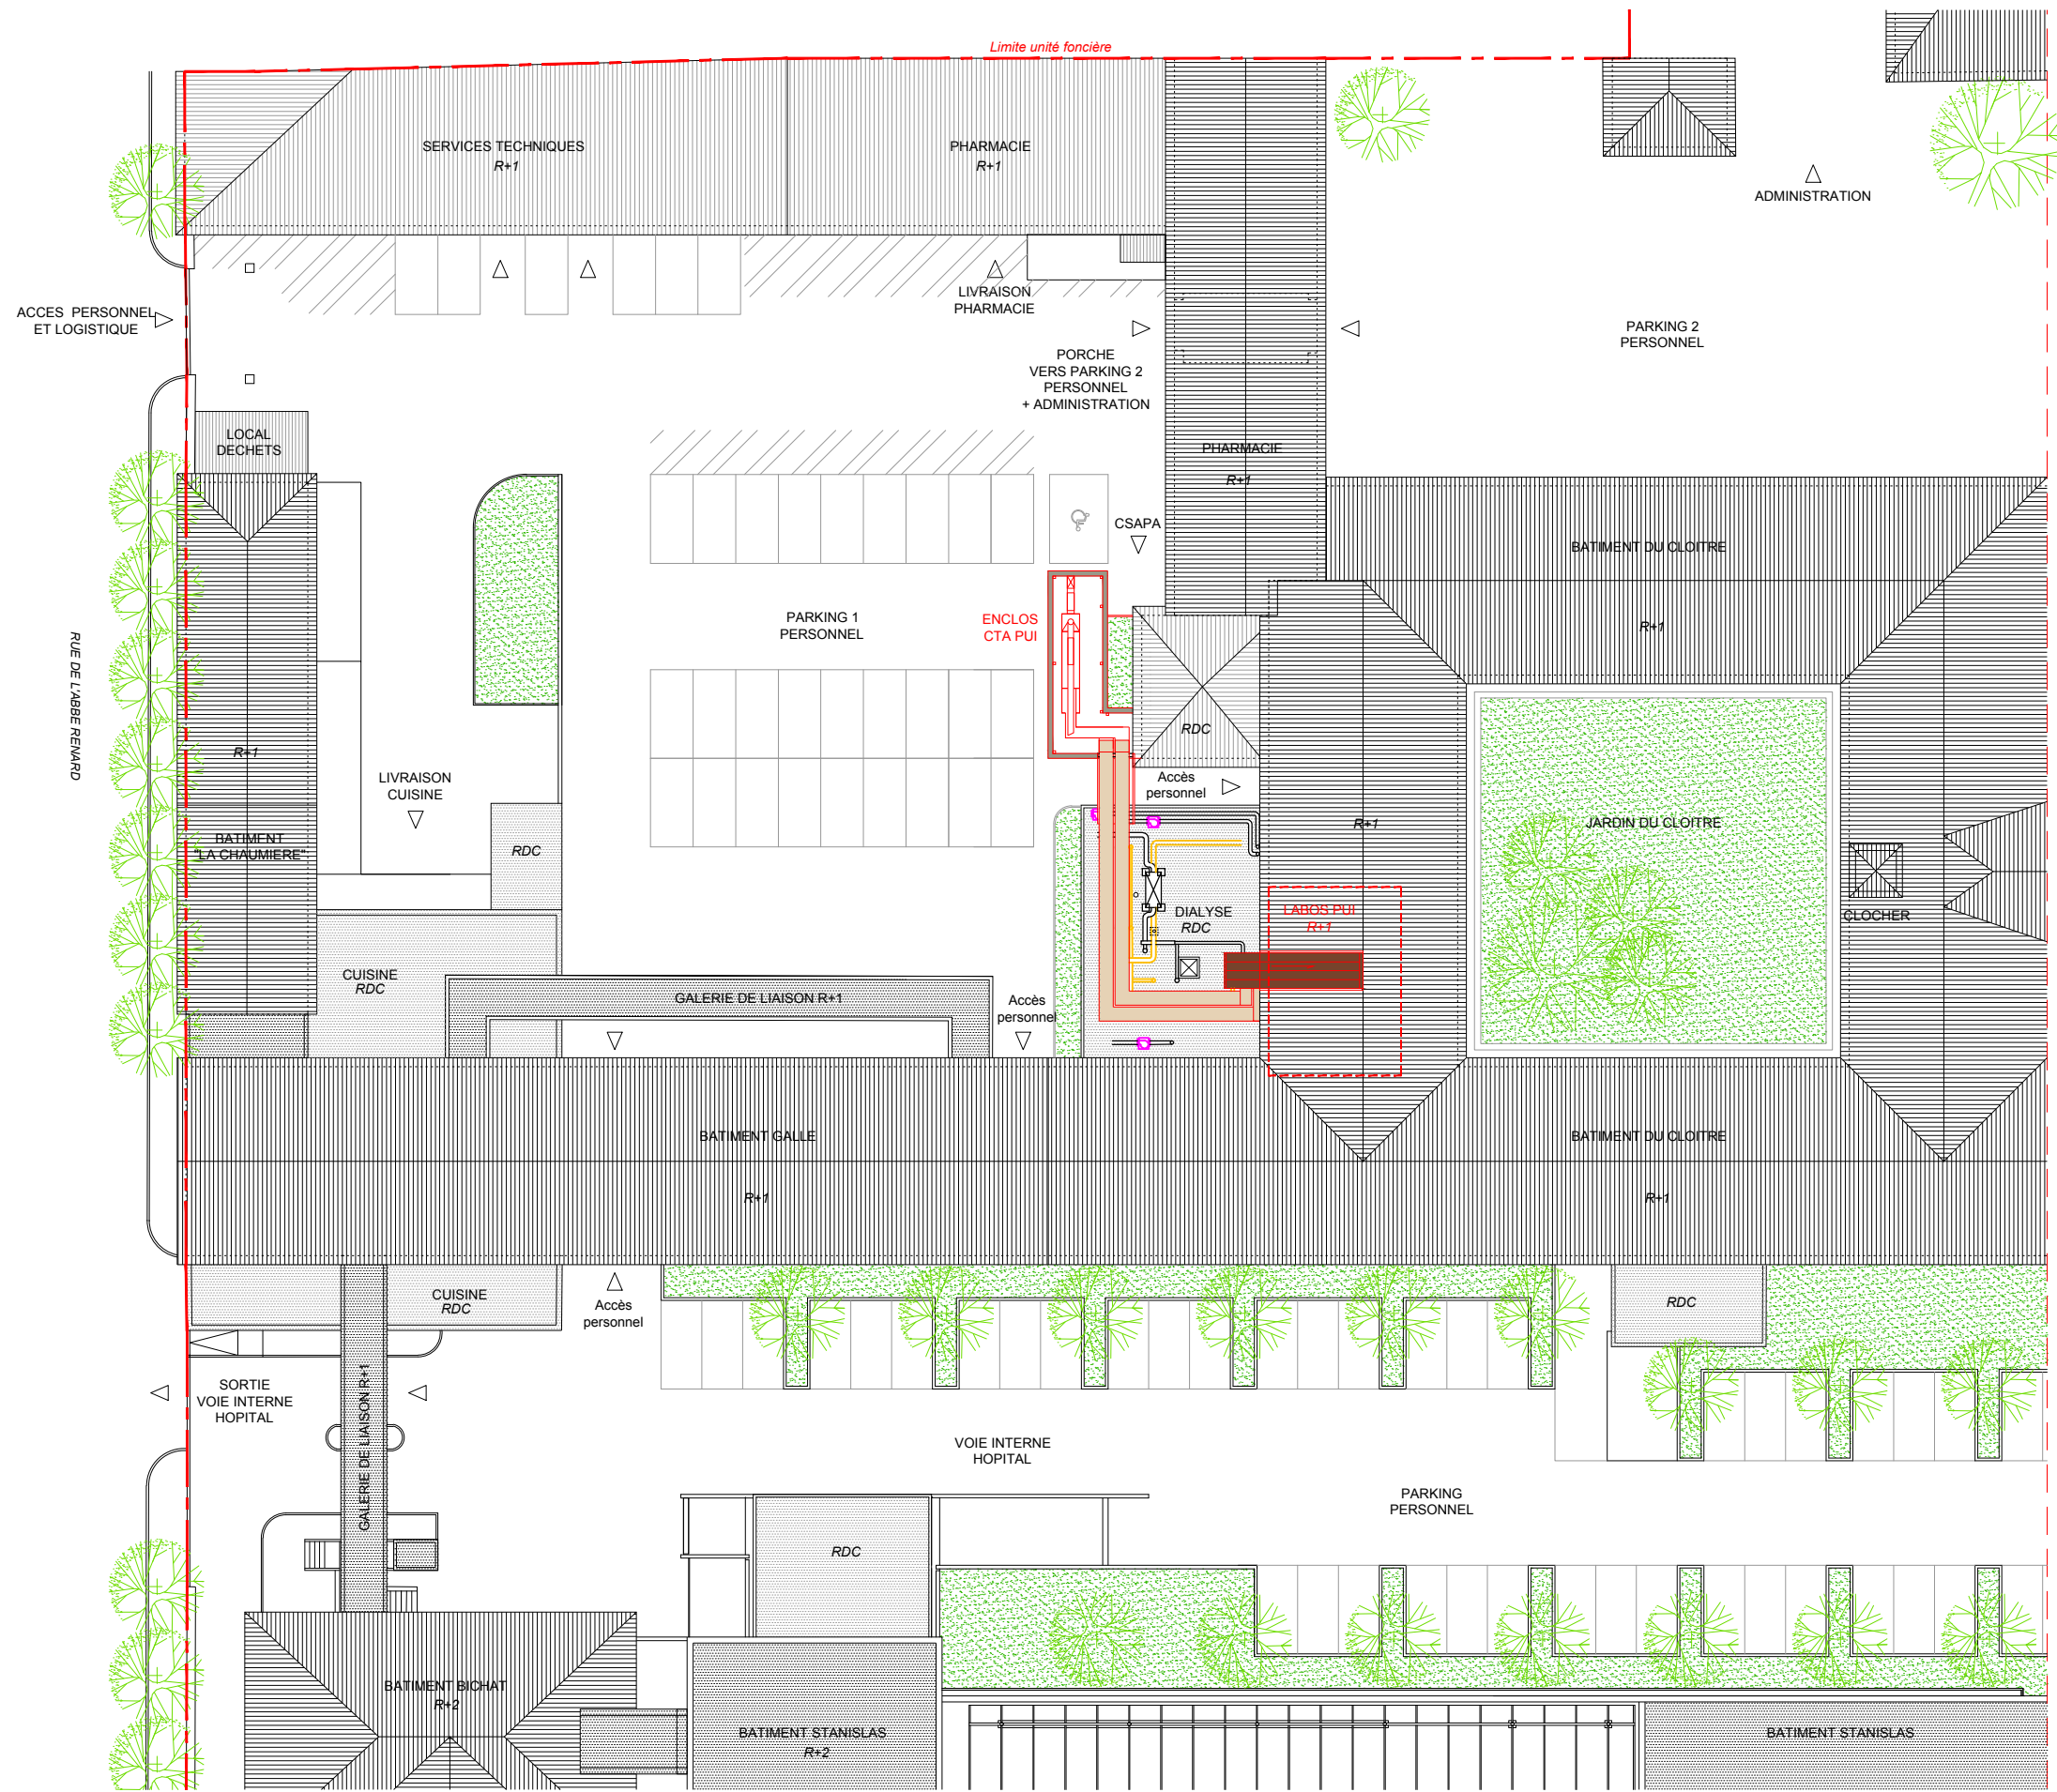 Limite unité foncière
SERVICES TECHNIQUES
R+1
PHARMACIE
R+1
ADMINISTRATION
ACCES PERSONNEL
ET LOGISTIQUE
LIVRAISON
PHARMACIE
PARKING 2
PERSONNEL
PORCHE
VERS PARKING 2
PERSONNEL
+ ADMINISTRATION
LOCAL
DECHETS
PHARMACIE
R+1
CSAPA
BATIMENT DU CLOITRE
R+1
PARKING 1
PERSONNEL
ENCLOS
CTA PUI
RUE DE L'ABBE RENARD
R+1
RDC
LIVRAISON
CUISINE
Accès
personnel
BATIMENT
"LA CHAUMIERE"
RDC
R+1
JARDIN DU CLOITRE
DIALYSE
RDC
LABOS PUI
R+1
CLOCHER
CUISINE
RDC
GALERIE DE LIAISON R+1
Accès
personnel
BATIMENT GALLE
R+1
BATIMENT DU CLOITRE
R+1
CUISINE
RDC
Accès
personnel
RDC
SORTIE
VOIE INTERNE
HOPITAL
GALERIE DE LIAISON R+1
VOIE INTERNE
HOPITAL
PARKING
PERSONNEL
RDC
BATIMENT BICHAT
R+2
BATIMENT STANISLAS
R+2
BATIMENT STANISLAS